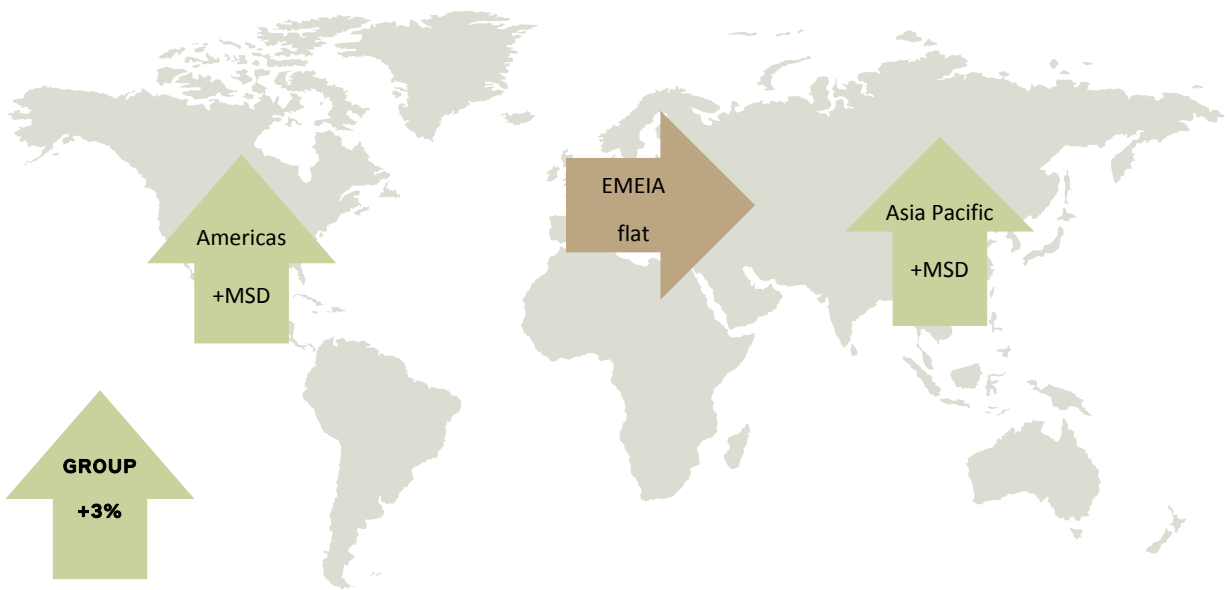 EMEIA
flat
Asia Pacific
+MSD
Americas
+MSD
GROUP
+3%